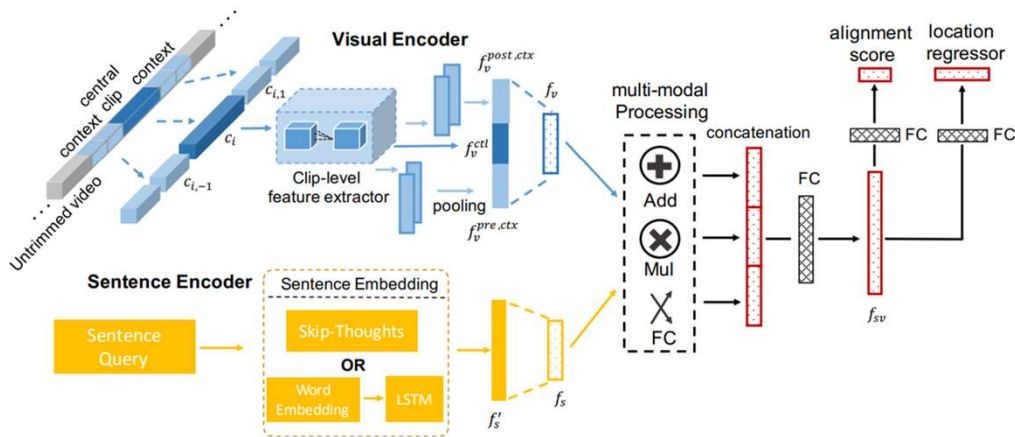 Visual Encoder
context
central
clip
context
Untrimmed video
c_{i,1}
c_i
c_{i,-1}
Clip-level
feature extractor
pooling
f_v^{post,ctx}
f_v^{ctl}
f_v^{pre,ctx}
f_v
Sentence Encoder
Sentence
Query
Sentence Embedding
Skip-Thoughts
OR
Word
Embedding
LSTM
f_s'
f_s
multi-modal
Processing
Add
Mul
FC
concatenation
FC
f_{sv}
alignment
score
FC
location
regressor
FC